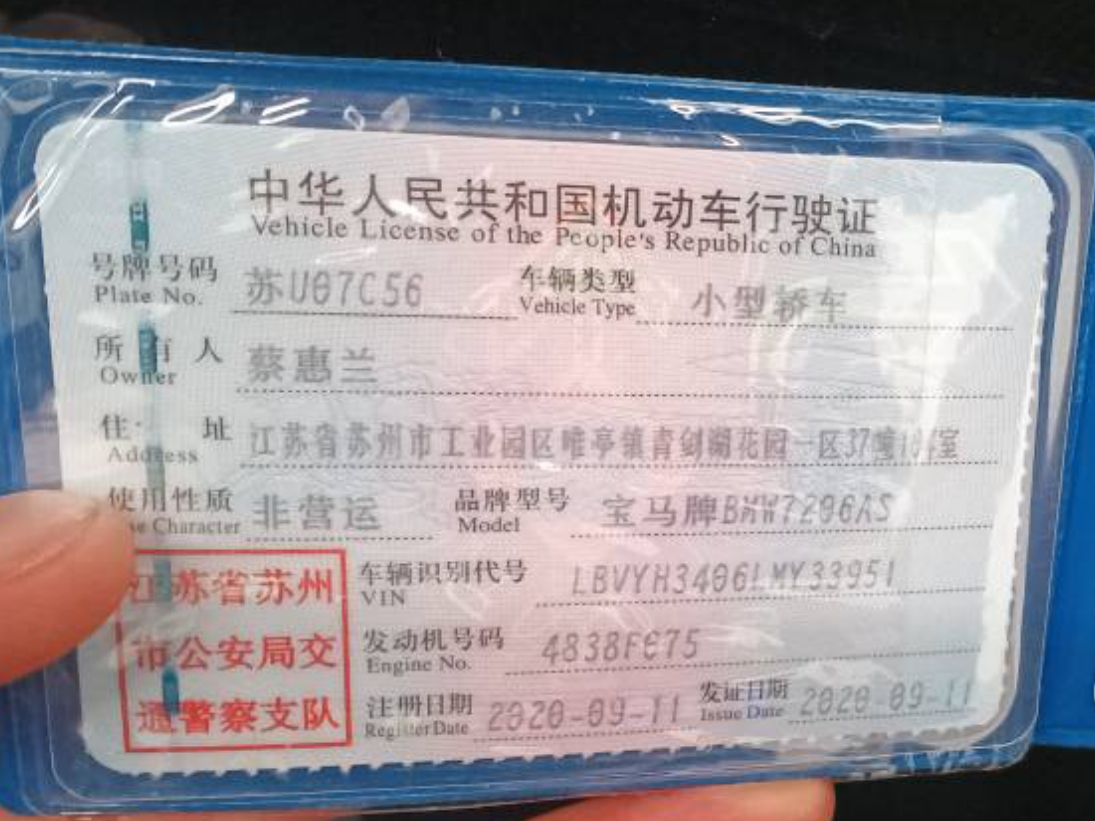 中华人民共和国机动车行驶证
Vehicle License of the People's Republic of China
号牌号码 苏U07C56 车辆类型 小型轿车
Plate No. Vehicle Type
所有人 蔡惠兰
Owner
住址 江苏省苏州市工业园区唯亭镇青剑湖花园一区37幢室
Address
使用性质 非营运 品牌型号 宝马牌BMW7206AS
Character Model
江苏省苏州 车辆识别代号 LBVYH3406LMY33951
VIN
市公安局交 发动机号码
Engine No.
通警察支队 注册日期 2020-09-11 发证日期 2020-09-11
Register Date Issue Date